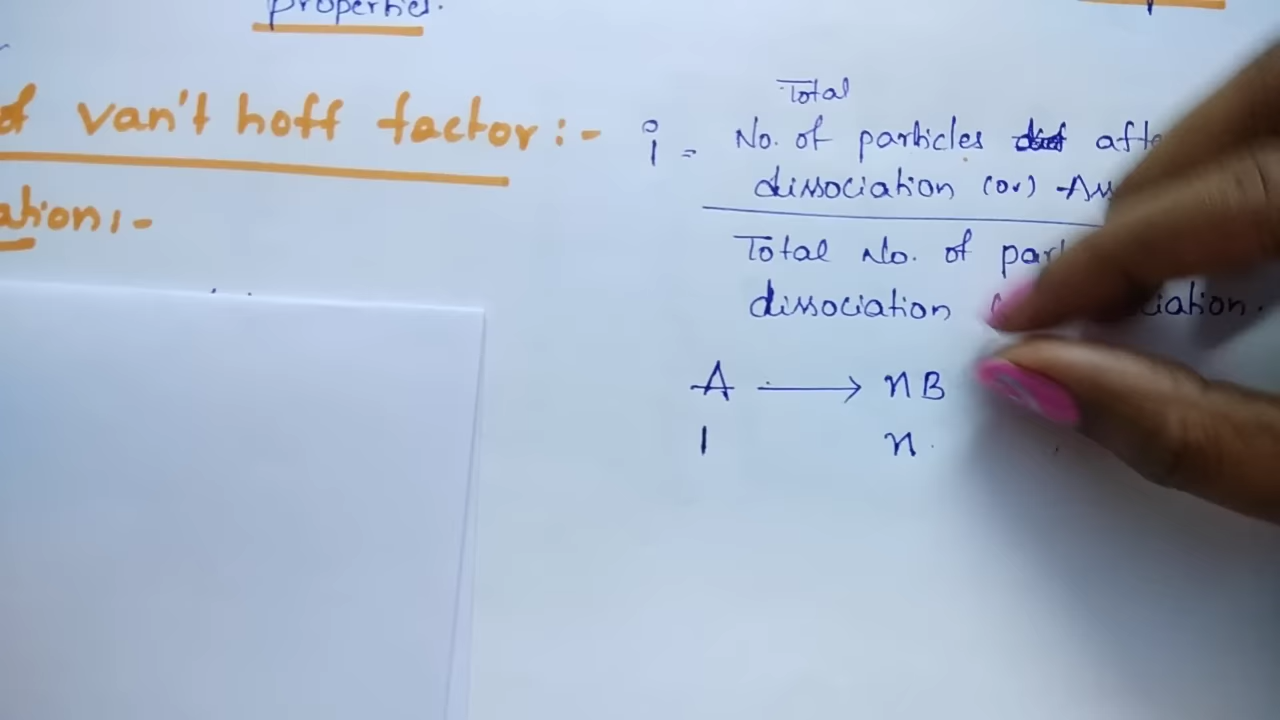 properties.
of van't hoff factor:-
ation:-
Total
i = No. of particles after
dissociation (or)
Total No. of
dissociation ciation.
A → nB
1 n.